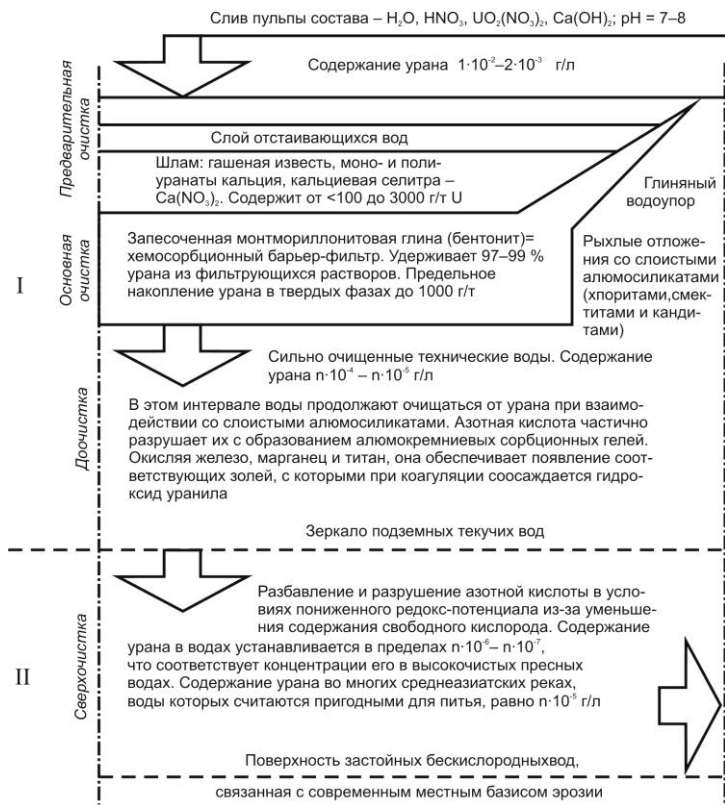 Слив пульпы состава – H₂O, HNO₃, UO₂(NO₃)₂, Ca(OH)₂; pH = 7–8
Содержание урана 1·10⁻²–2·10⁻³ г/л
Предварительная
очистка
Слой отстаивающихся вод
Шлам: гашеная известь, моно- и поли-
уранаты кальция, кальциевая селитра –
Ca(NO₃)₂. Содержит от <100 до 3000 г/т U
Глиняный
водоупор
I
Основная
очистка
Запесоченная монтмориллонитовая глина (бентонит)=
хемосорбционный барьер-фильтр. Удерживает 97–99 %
урана из фильтрующихся растворов. Предельное
накопление урана в твердых фазах до 1000 г/т
Рыхлые отложе-
ния со слоистыми
алюмосиликатами
(хпоритами,смек-
титами и канди-
тами)
Сильно очищенные технические воды. Содержание
урана n·10⁻⁴ – n·10⁻⁵ г/л
Доочистка
В этом интервале воды продолжают очищаться от урана при взаимо-
действии со слоистыми алюмосиликатами. Азотная кислота частично
разрушает их с образованием алюмокремниевых сорбционных гелей.
Окисляя железо, марганец и титан, она обеспечивает появление соот-
ветствующих золей, с которыми при коагуляции соосаждается гидро-
ксид уранила
Зеркало подземных текучих вод
II
Сверхочистка
Разбавление и разрушение азотной кислоты в усло-
виях пониженного редокс-потенциала из-за уменьше-
ния содержания свободного кислорода. Содержание
урана в водах устанавливается в пределах n·10⁻⁶– n·10⁻⁷,
что соответствует концентрации его в высокочистых пресных
водах. Содержание урана во многих среднеазиатских реках,
воды которых считаются пригодными для питья, равно n·10⁻⁵ г/л
Поверхность застойных бескислородныхвод,
связанная с современным местным базисом эрозии